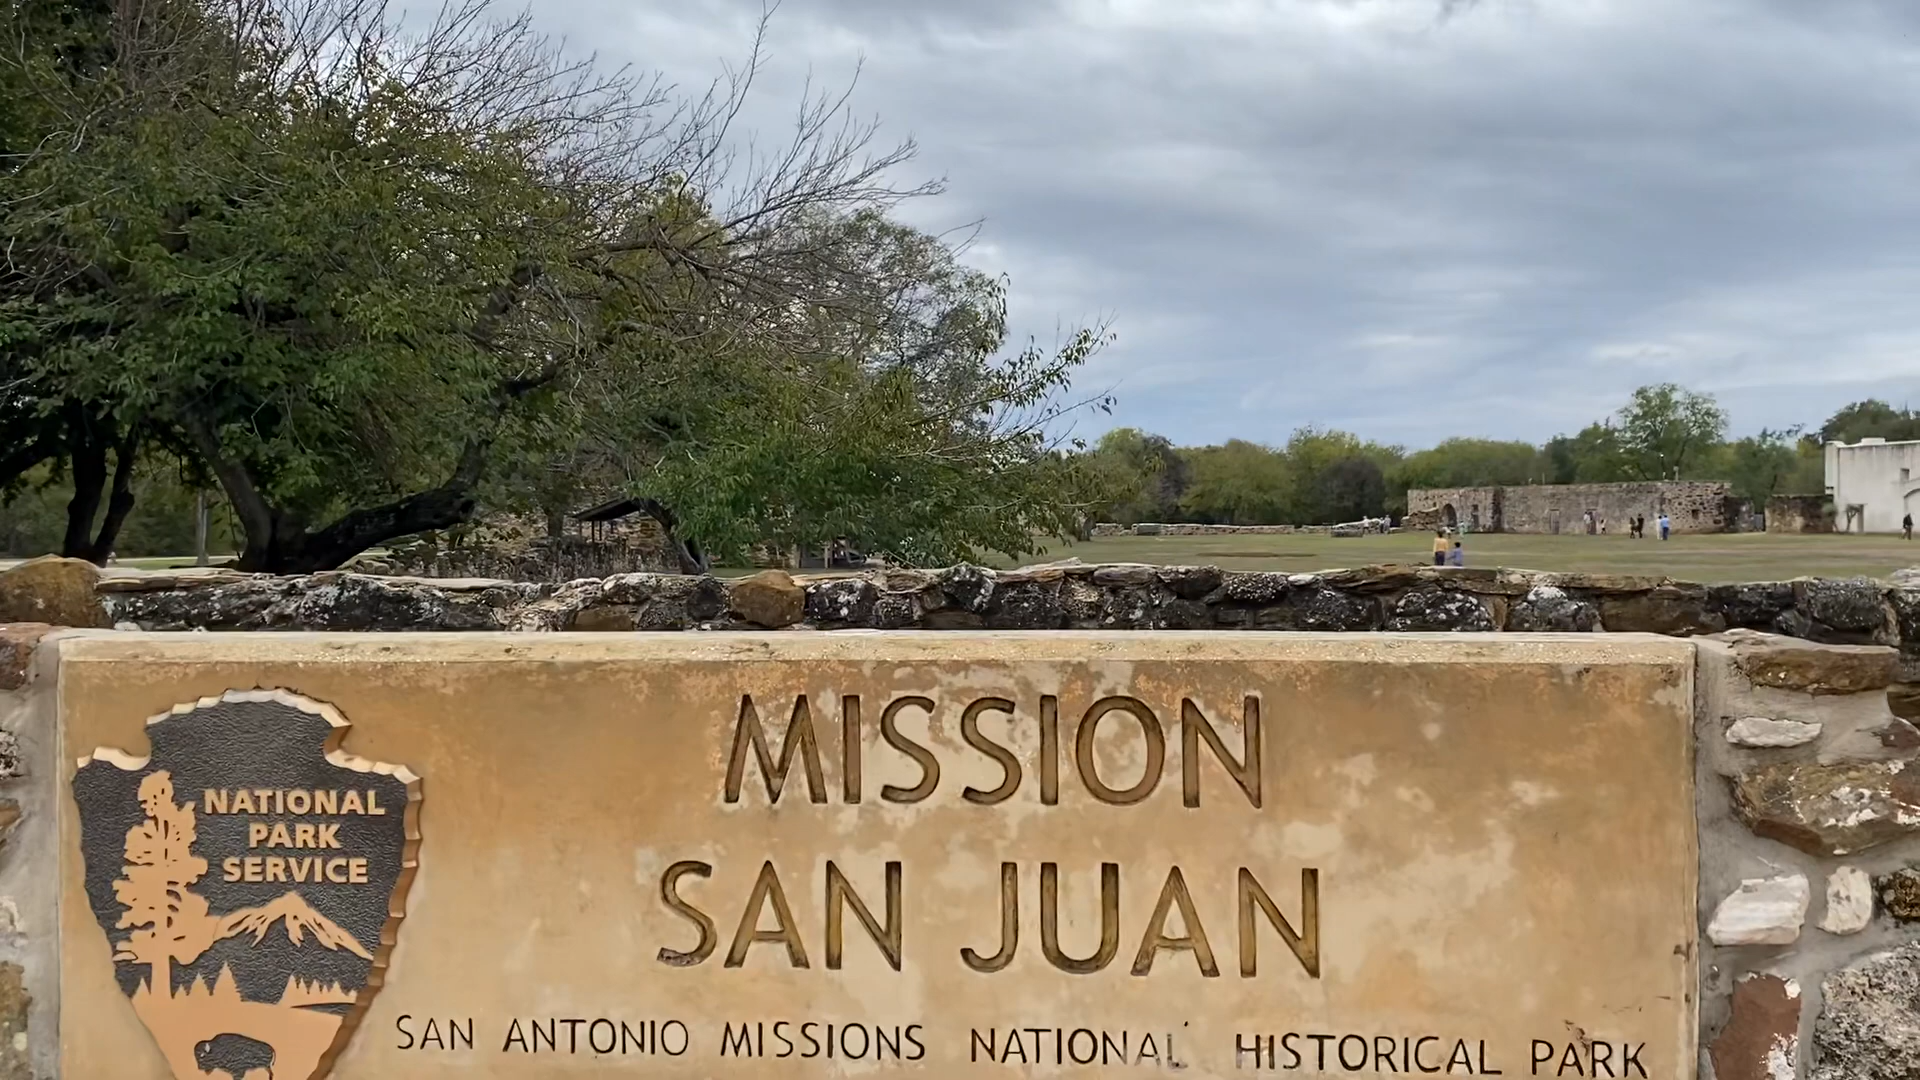 NATIONAL
PARK
SERVICE
MISSION
SAN JUAN
SAN ANTONIO MISSIONS NATIONAL HISTORICAL PARK